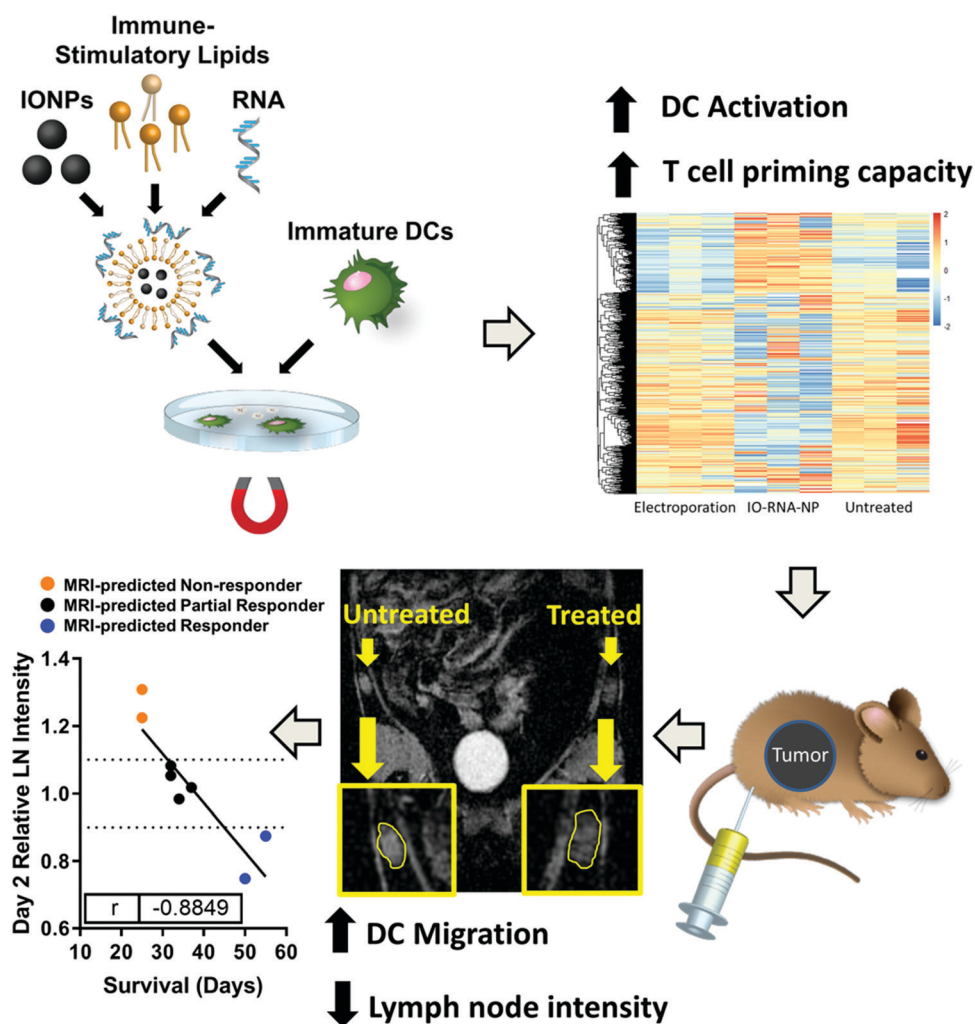 Immune-
Stimulatory Lipids
IONPs
RNA
Immature DCs
DC Activation
T cell priming capacity
2
1
0
-1
-2
Electroporation
IO-RNA-NP
Untreated
Tumor
Untreated
Treated
DC Migration
Lymph node intensity
MRI-predicted Non-responder
MRI-predicted Partial Responder
MRI-predicted Responder
Day 2 Relative LN Intensity
1.4
1.2
1.0
0.8
0.6
r -0.8849
10 20 30 40 50 60
Survival (Days)